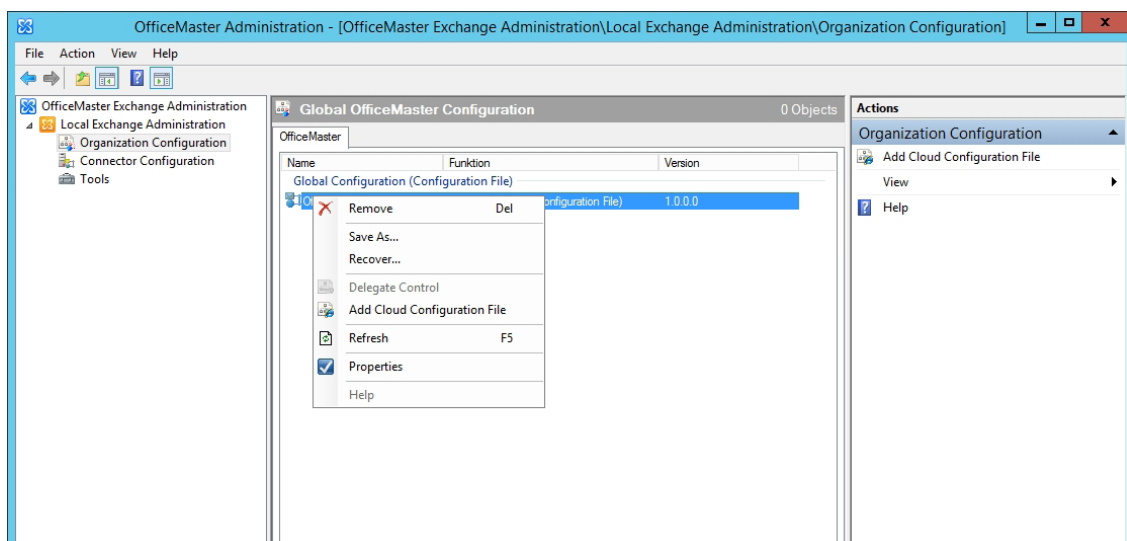 OfficeMaster Administration - [OfficeMaster Exchange Administration\Local Exchange Administration\Organization Configuration]
File Action View Help
OfficeMaster Exchange Administration
Local Exchange Administration
Organization Configuration
Connector Configuration
Tools
Global OfficeMaster Configuration 0 Objects
OfficeMaster
Name Funktion Version
Global Configuration (Configuration File)
onfiguration File) 1.0.0.0
Remove Del
Save As...
Recover...
Delegate Control
Add Cloud Configuration File
Refresh F5
Properties
Help
Actions
Organization Configuration
Add Cloud Configuration File
View
Help